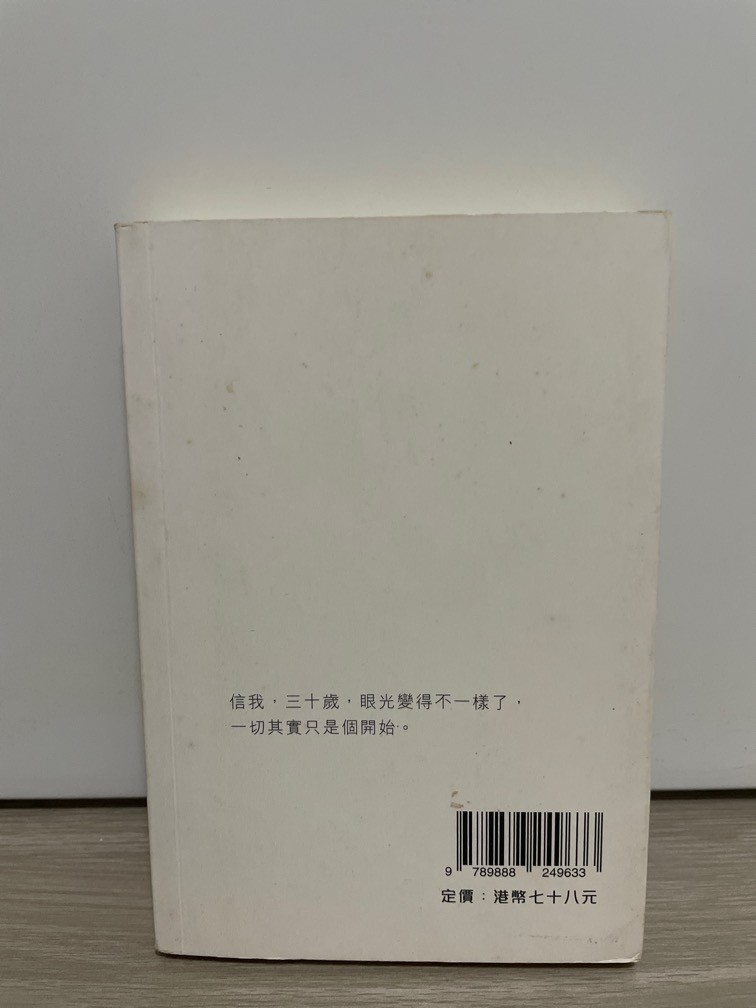 信我，三十歲，眼光變得不一樣了，
一切其實只是個開始。
9 789888 249633
定價：港幣七十八元